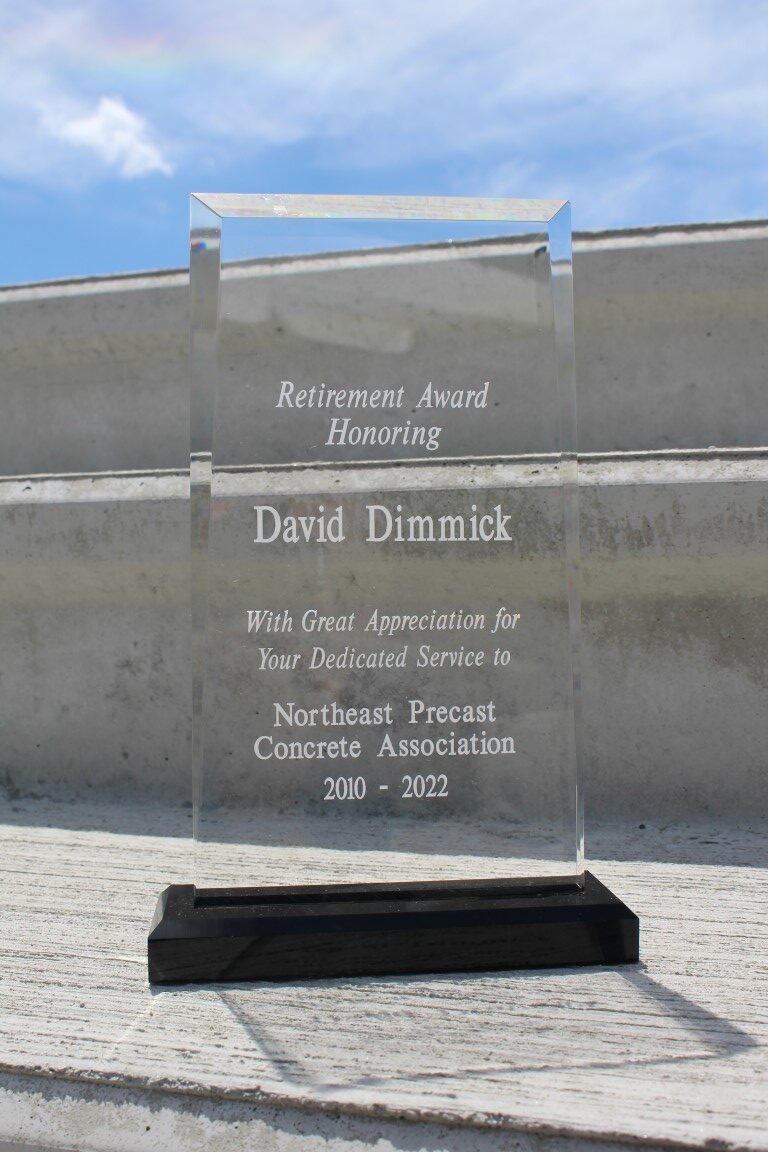 Retirement Award
Honoring
David Dimmick
With Great Appreciation for
Your Dedicated Service to
Northeast Precast
Concrete Association
2010 - 2022